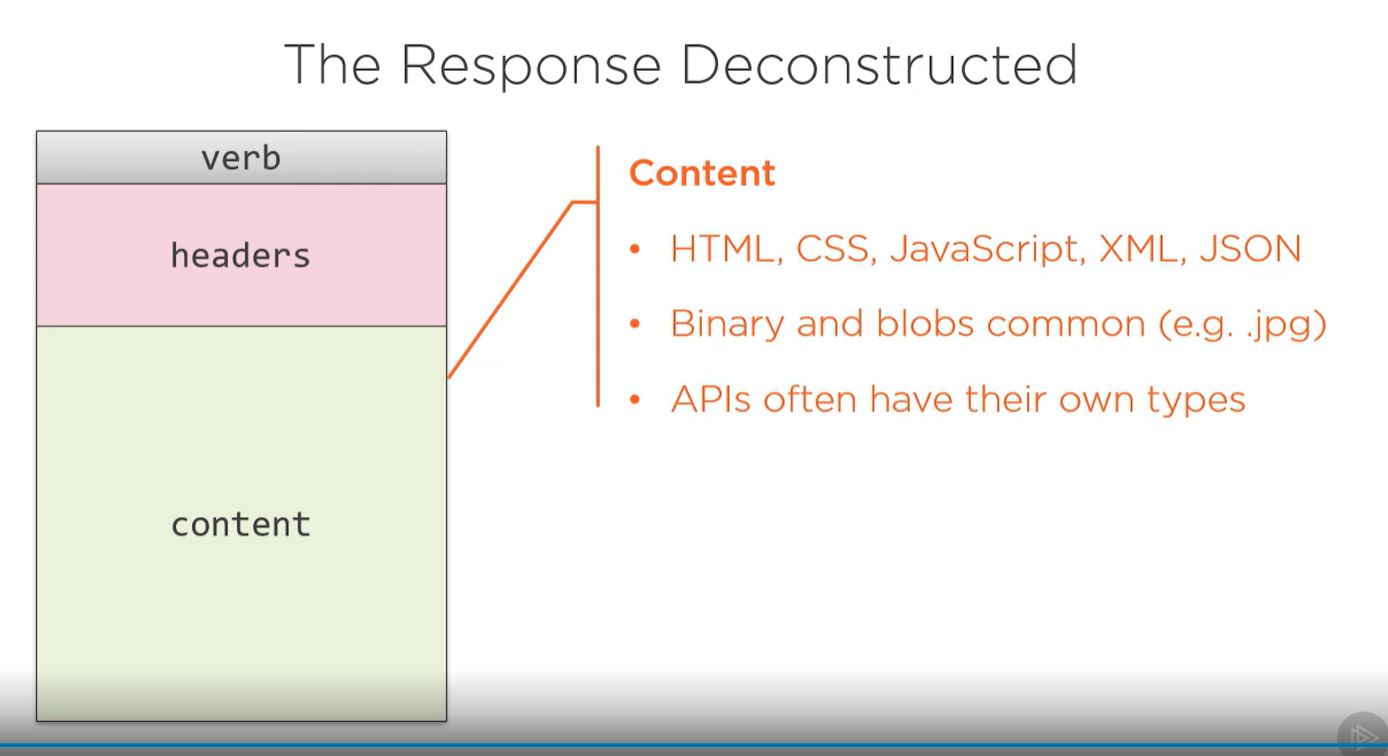 The Response Deconstructed
verb
headers
content
Content
• HTML, CSS, JavaScript, XML, JSON
• Binary and blobs common (e.g. .jpg)
• APIs often have their own types